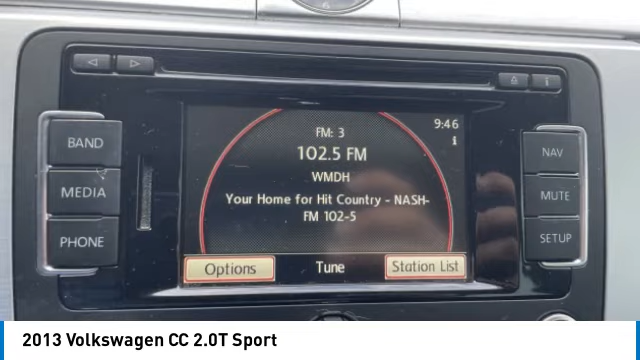 BAND
MEDIA
PHONE
FM: 3
9:46
i
102.5 FM
WMDH
Your Home for Hit Country - NASH-
FM 102-5
Options
Tune
Station List
i
NAV
MUTE
SETUP
2013 Volkswagen CC 2.0T Sport